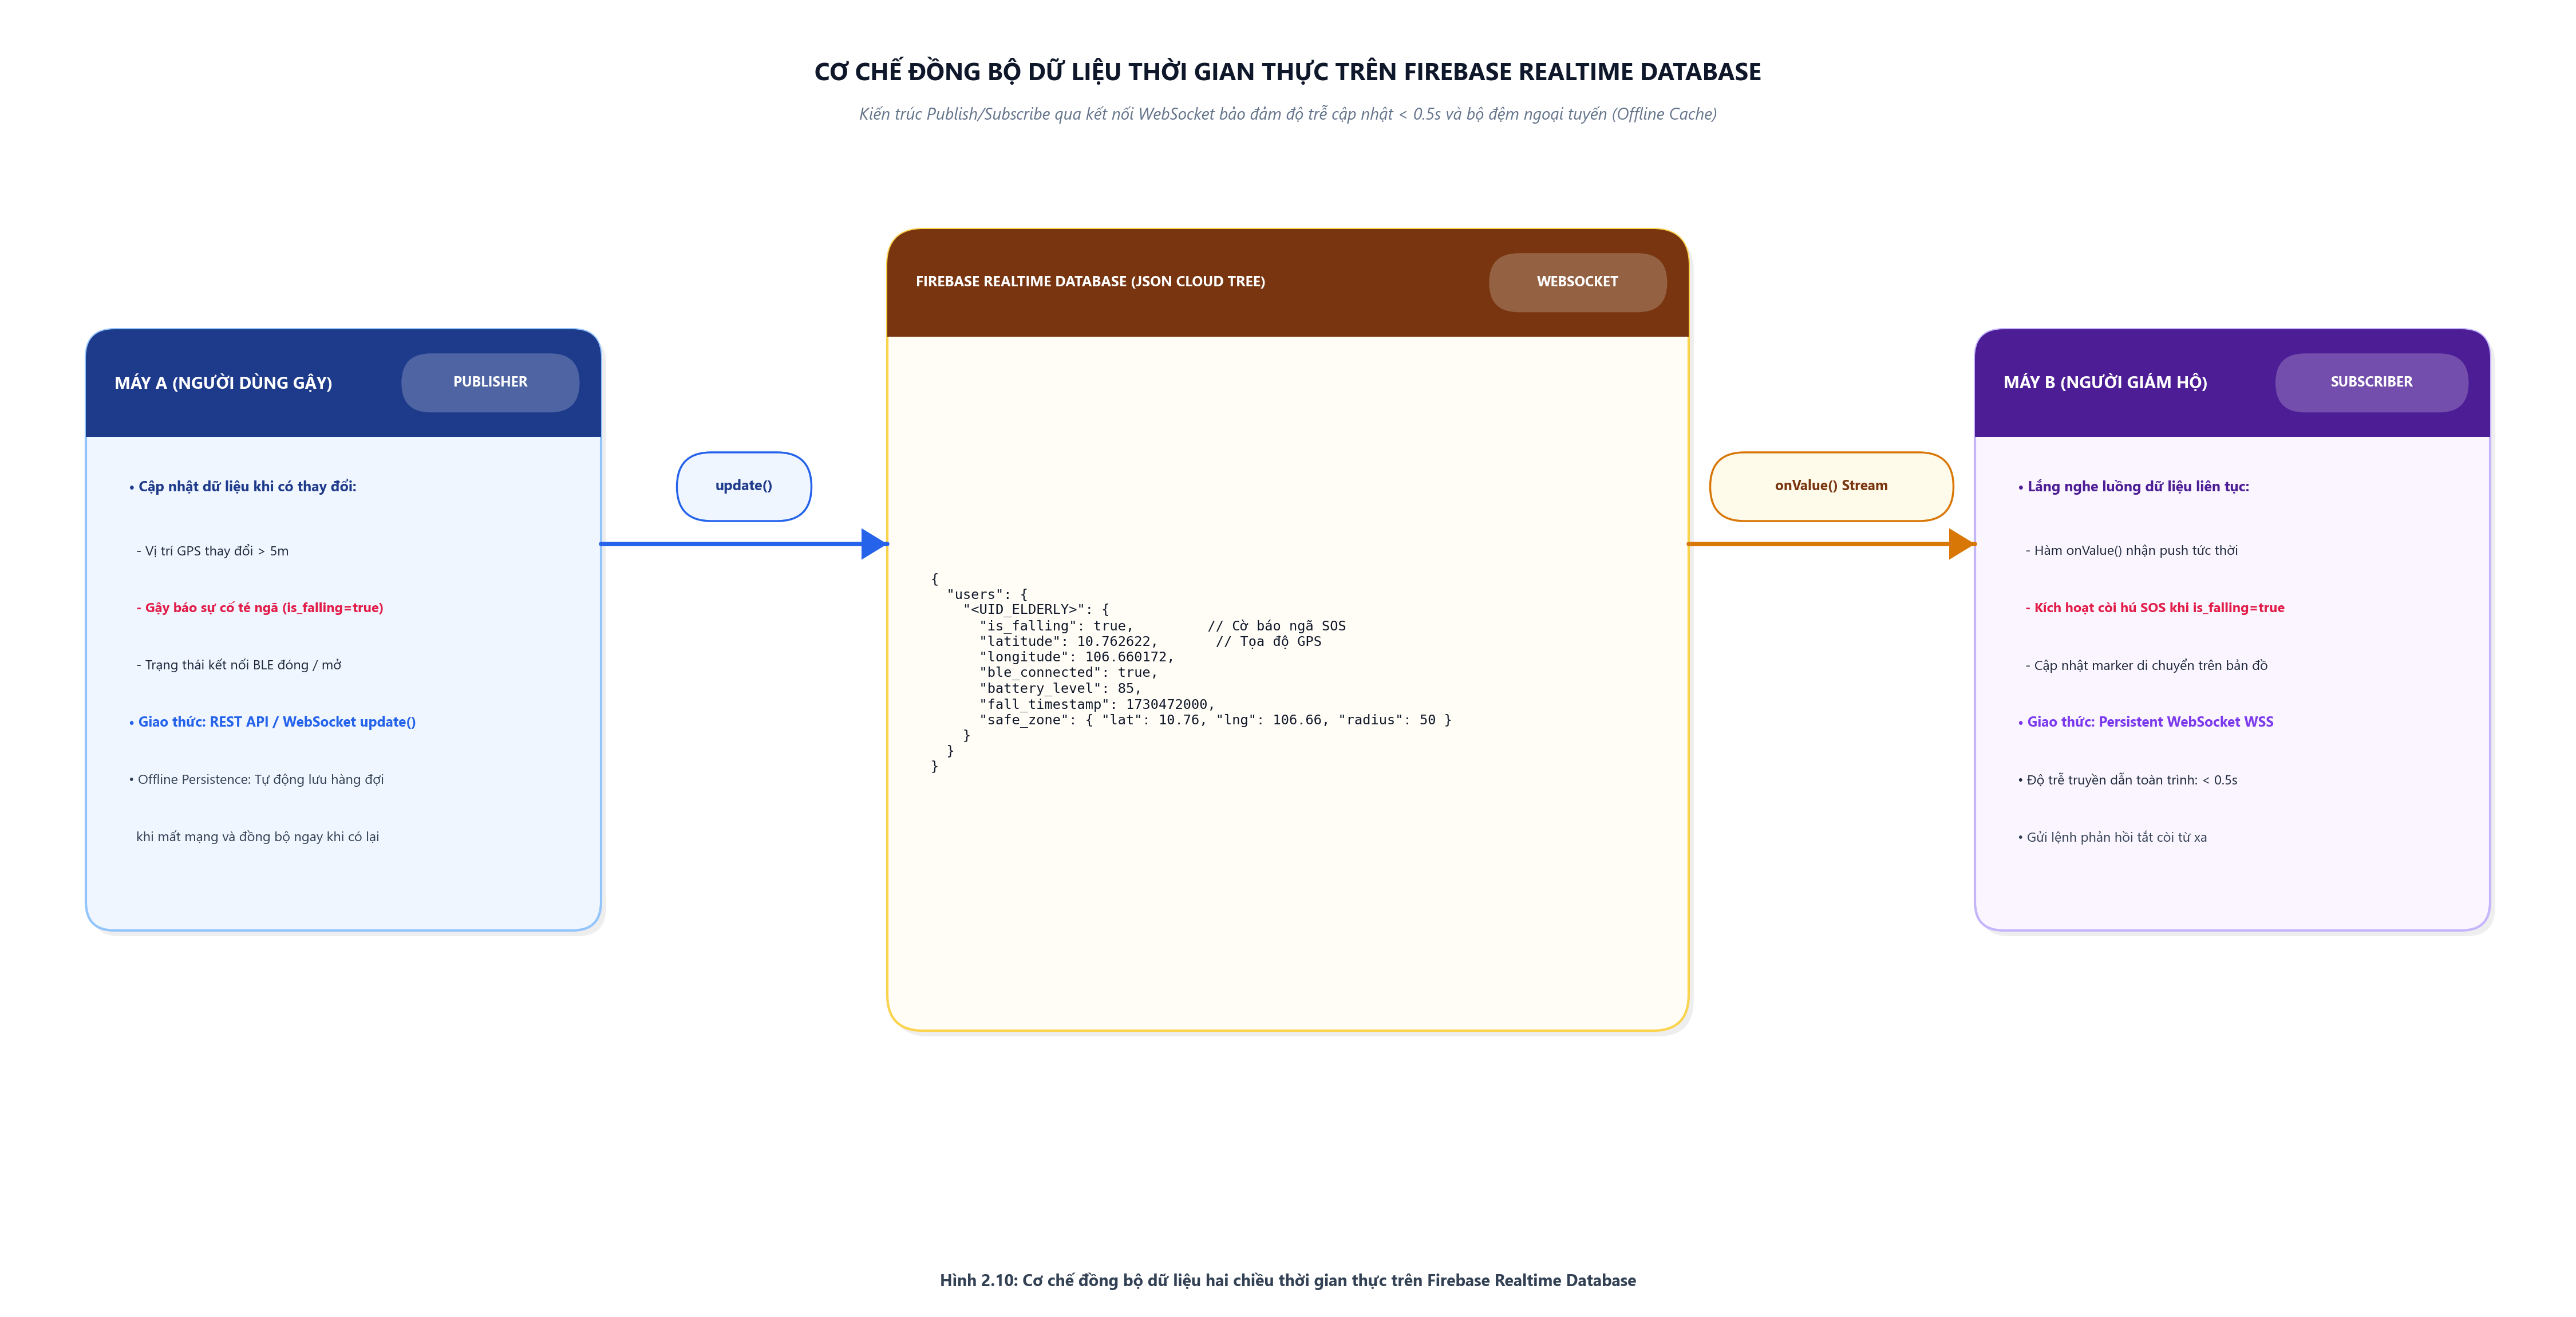 CƠ CHẾ ĐỒNG BỘ DỮ LIỆU THỜI GIAN THỰC TRÊN FIREBASE REALTIME DATABASE
Kiến trúc Publish/Subscribe qua kết nối WebSocket bảo đảm độ trễ cập nhật < 0.5s và bộ đệm ngoại tuyến (Offline Cache)
MÁY A (NGƯỜI DÙNG GẬY)
PUBLISHER
• Cập nhật dữ liệu khi có thay đổi:
- Vị trí GPS thay đổi > 5m
- Gậy báo sự cố té ngã (is_falling=true)
- Trạng thái kết nối BLE đóng / mở
• Giao thức: REST API / WebSocket update()
• Offline Persistence: Tự động lưu hàng đợi
khi mất mạng và đồng bộ ngay khi có lại
update()
FIREBASE REALTIME DATABASE (JSON CLOUD TREE)
WEBSOCKET
{
  "users": {
    "<UID_ELDERLY>": {
      "is_falling": true,         // Cờ báo ngã SOS
      "latitude": 10.762622,       // Tọa độ GPS
      "longitude": 106.660172,
      "ble_connected": true,
      "battery_level": 85,
      "fall_timestamp": 1730472000,
      "safe_zone": { "lat": 10.76, "lng": 106.66, "radius": 50 }
    }
  }
}
onValue() Stream
MÁY B (NGƯỜI GIÁM HỘ)
SUBSCRIBER
• Lắng nghe luồng dữ liệu liên tục:
- Hàm onValue() nhận push tức thời
- Kích hoạt còi hú SOS khi is_falling=true
- Cập nhật marker di chuyển trên bản đồ
• Giao thức: Persistent WebSocket WSS
• Độ trễ truyền dẫn toàn trình: < 0.5s
• Gửi lệnh phản hồi tắt còi từ xa
Hình 2.10: Cơ chế đồng bộ dữ liệu hai chiều thời gian thực trên Firebase Realtime Database